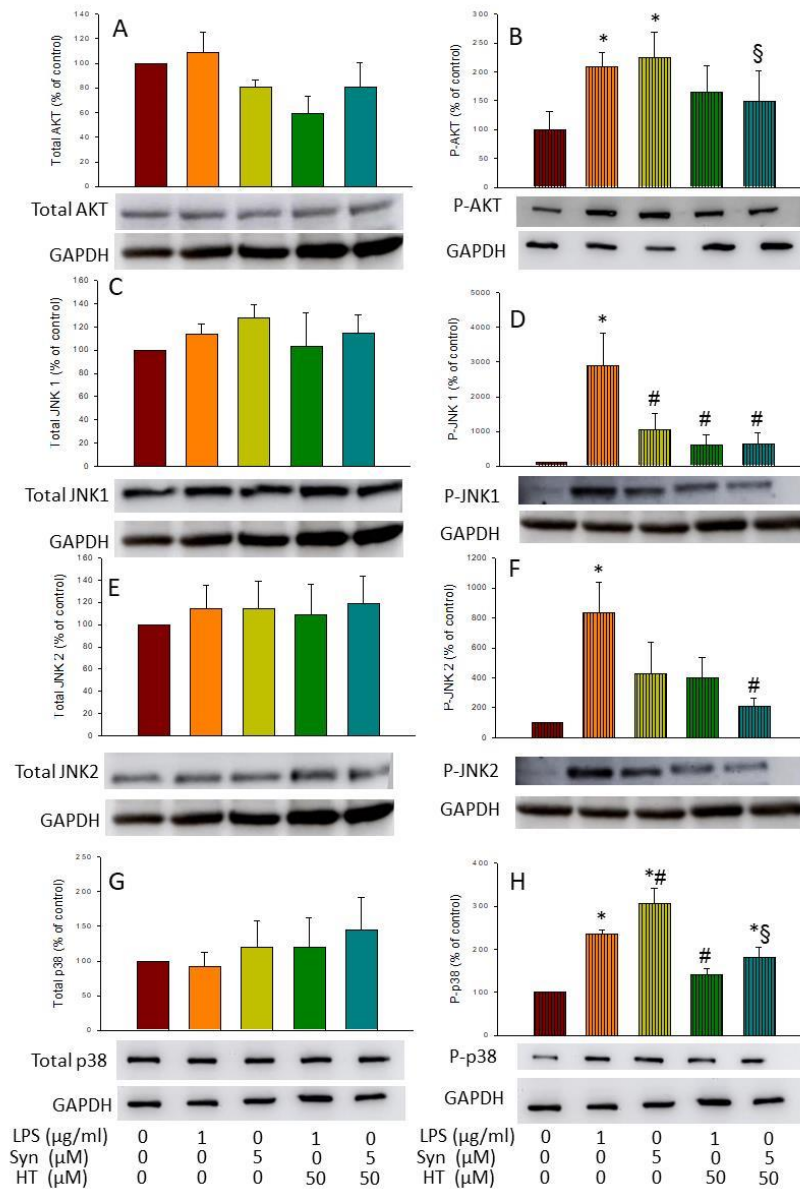 A
Total AKT (% of control)
140
120
100
80
60
40
20
0
Total AKT
GAPDH
B
*
*
§
P-AKT (% of control)
300
250
200
150
100
50
0
P-AKT
GAPDH
C
Total JNK 1 (% of control)
160
140
120
100
80
60
40
20
0
Total JNK1
GAPDH
D
*
#
#
#
P-JNK 1 (% of control)
5000
4000
3000
2000
1000
0
P-JNK1
GAPDH
E
Total JNK 2 (% of control)
160
140
120
100
80
60
40
20
0
Total JNK2
GAPDH
F
*
#
P-JNK 2 (% of control)
1200
1000
800
600
400
200
0
P-JNK2
GAPDH
G
Total p38 (% of control)
250
200
150
100
50
0
Total p38
GAPDH
H
*
*#
#
*§
P-p38 (% of control)
400
300
200
100
0
P-p38
GAPDH
LPS (µg/ml) 0 1 0 1 0
Syn (µM) 0 0 5 0 5
HT (µM) 0 0 0 50 50
LPS (µg/ml) 0 1 0 1 0
Syn (µM) 0 0 5 0 5
HT (µM) 0 0 0 50 50